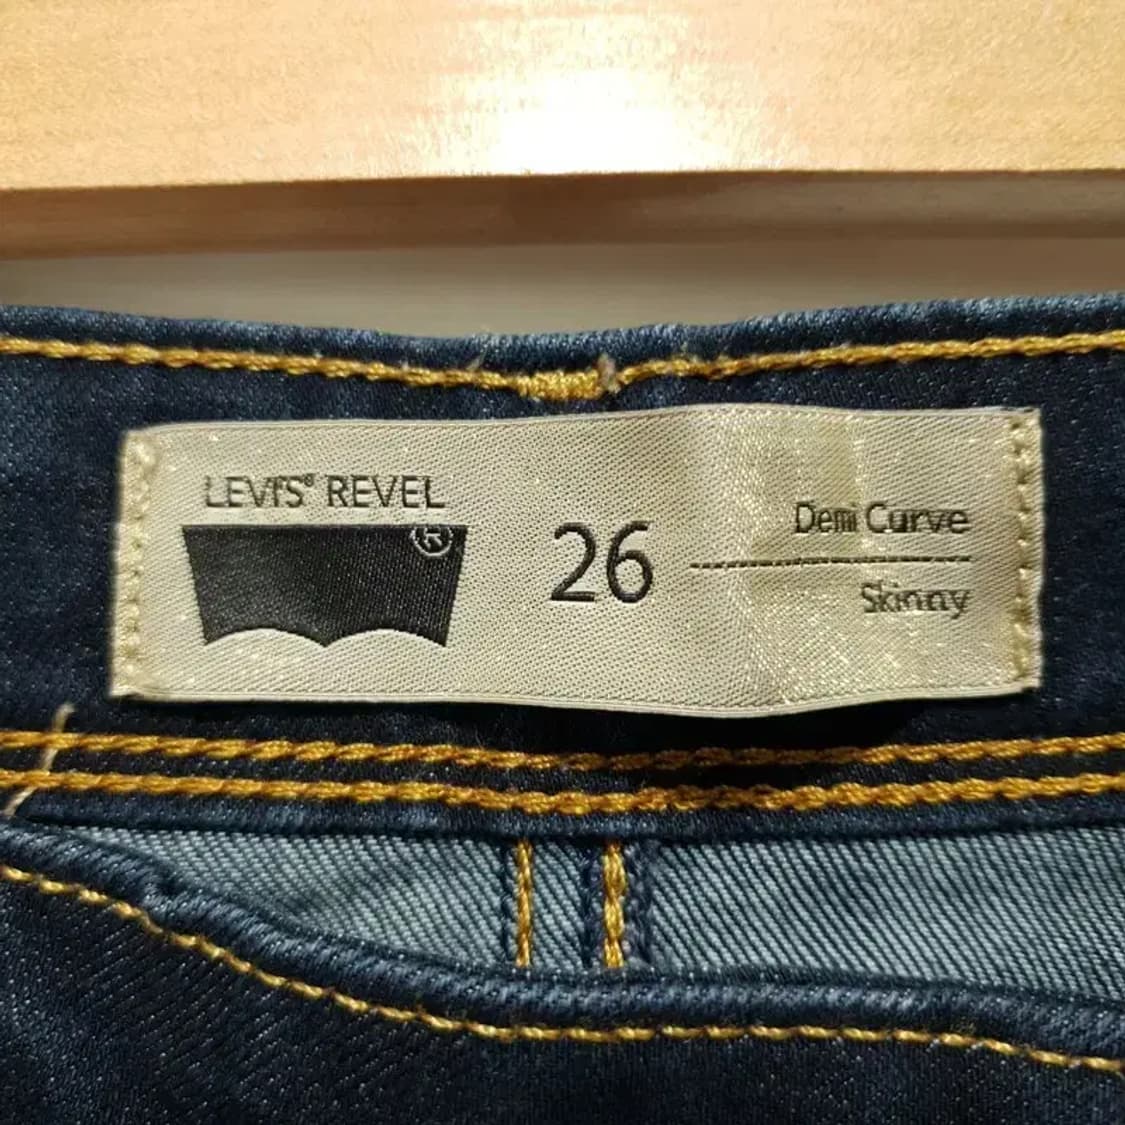 LEVI'S® REVEL
®
26
Demi Curve
Skinny